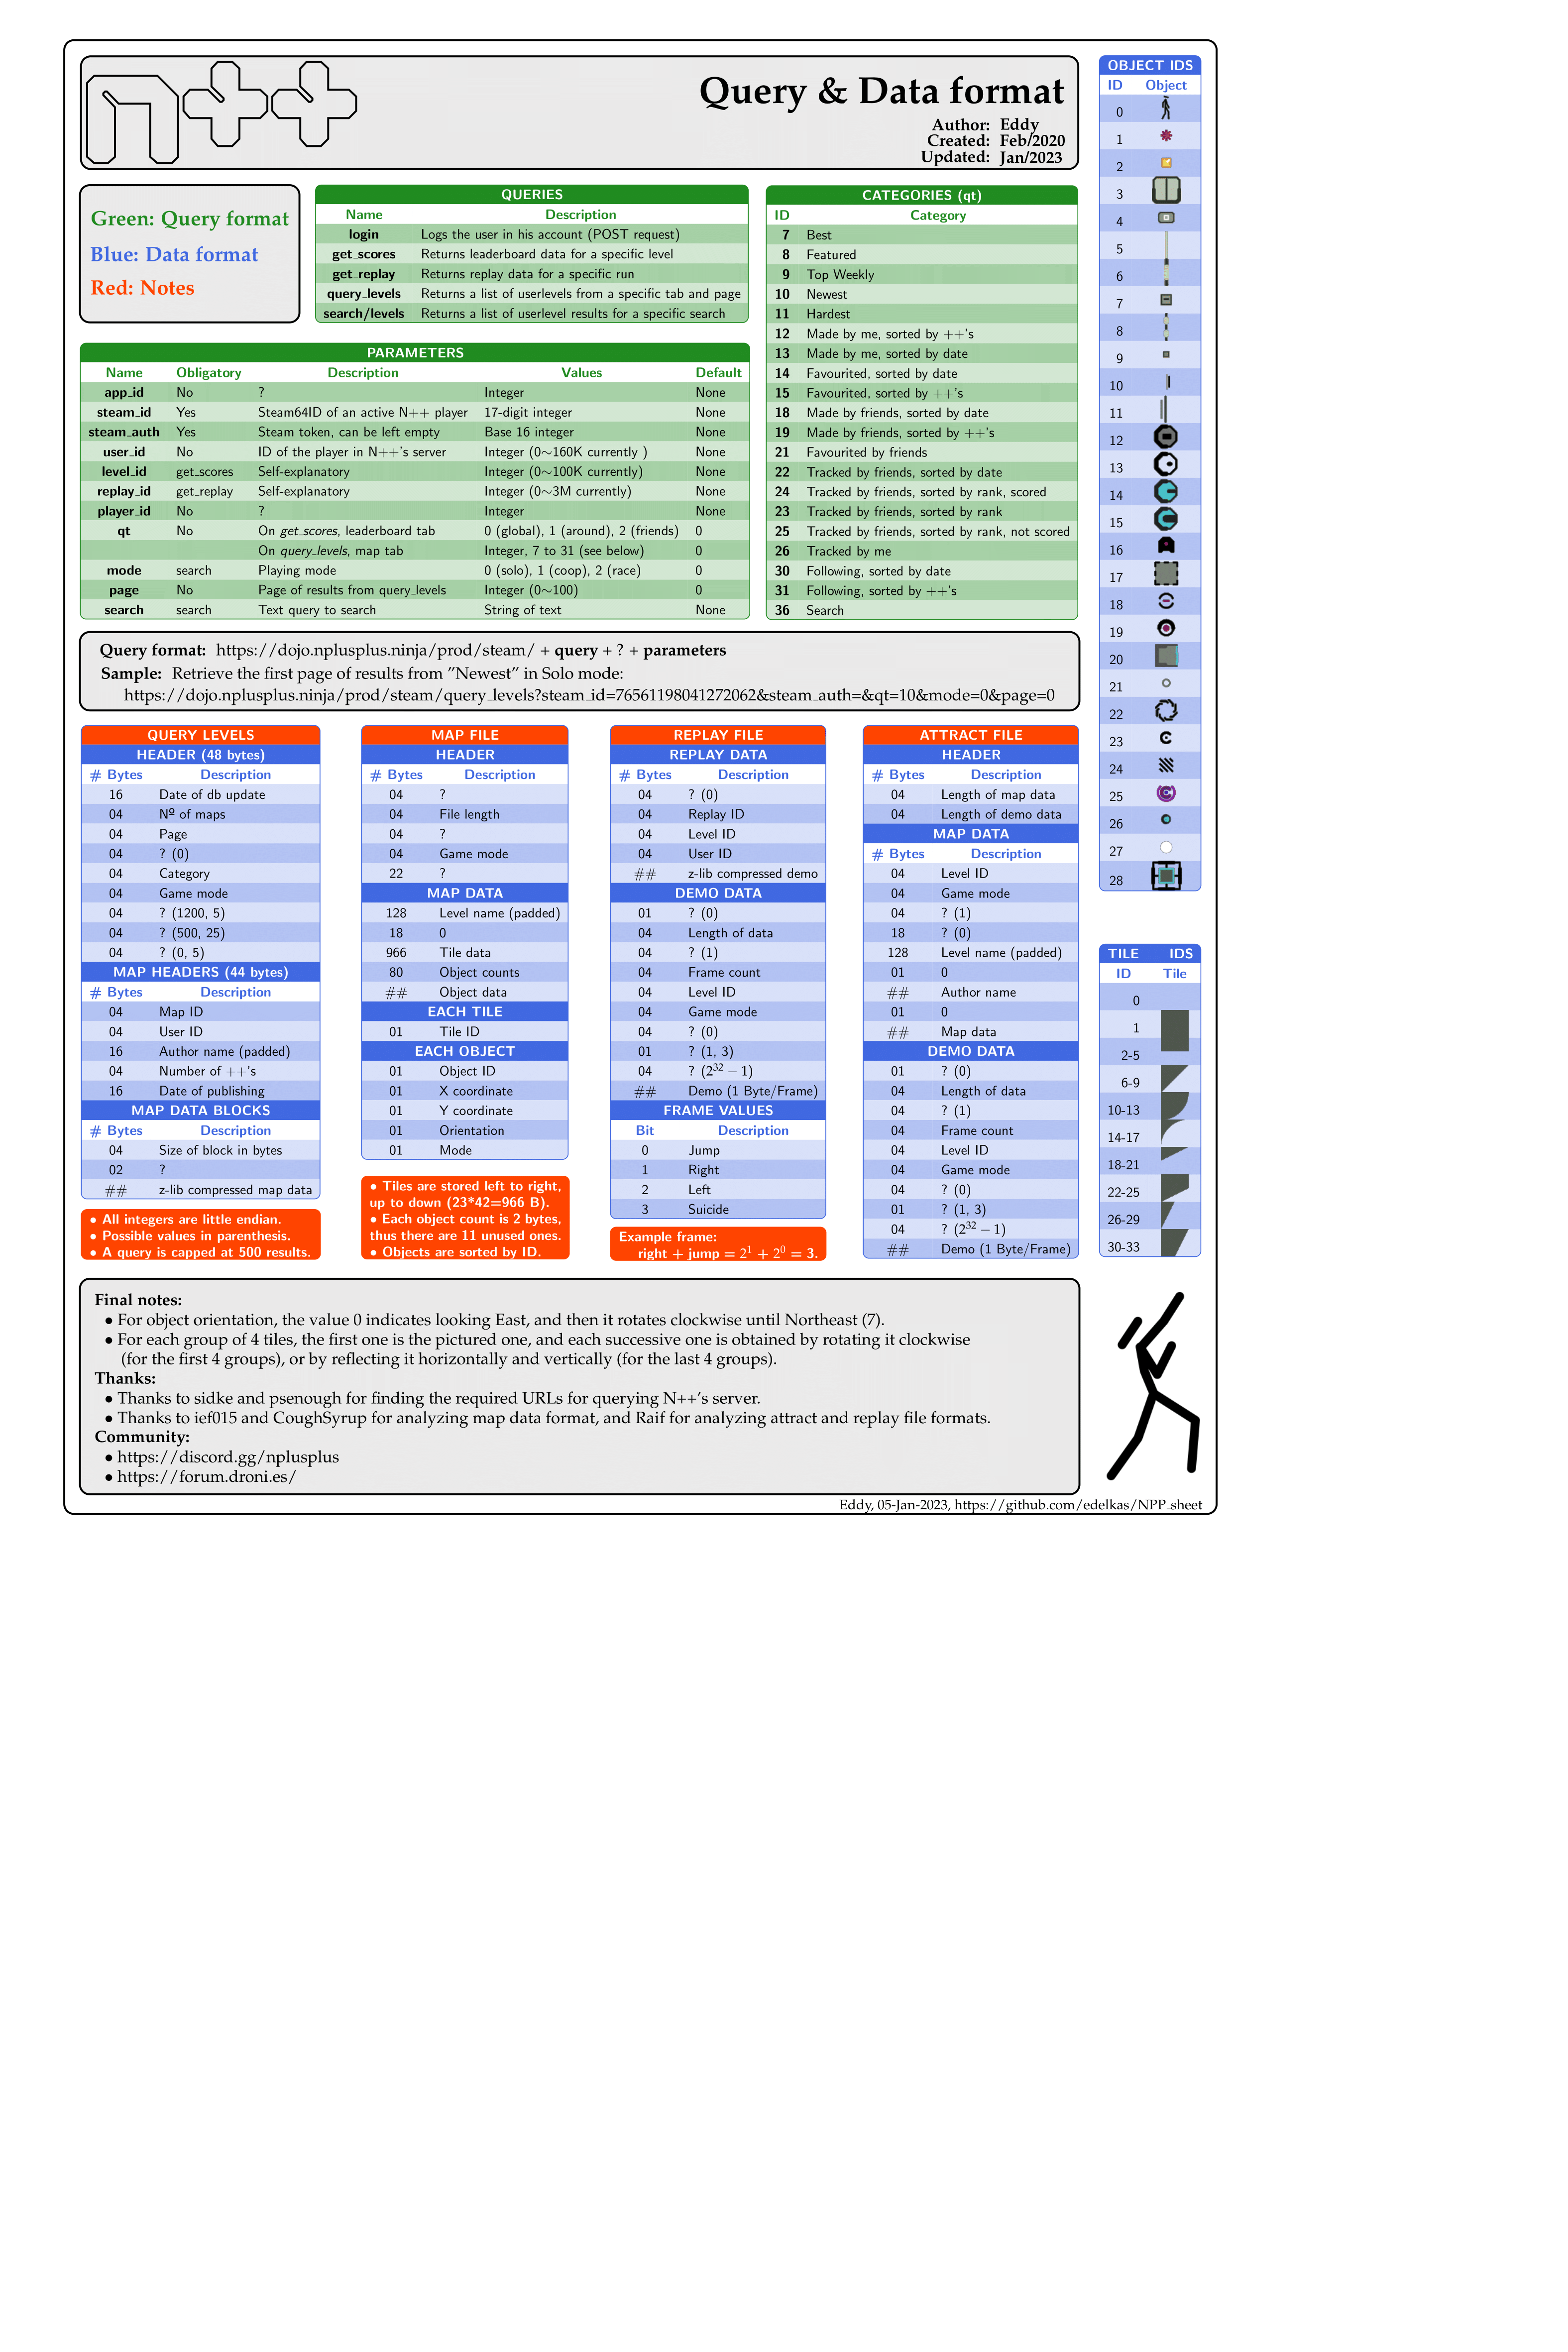 n++
Query & Data format
Author: Eddy
Created: Feb/2020
Updated: Jan/2023
Green: Query format
Blue: Data format
Red: Notes
QUERIES
Name Description
login Logs the user in his account (POST request)
get_scores Returns leaderboard data for a specific level
get_replay Returns replay data for a specific run
query_levels Returns a list of userlevels from a specific tab and page
search/levels Returns a list of userlevel results for a specific search
PARAMETERS
Name Obligatory Description Values Default
app_id No ? Integer None
steam_id Yes Steam64ID of an active N++ player 17-digit integer None
steam_auth Yes Steam token, can be left empty Base 16 integer None
user_id No ID of the player in N++'s server Integer (0∼160K currently ) None
level_id get_scores Self-explanatory Integer (0∼100K currently) None
replay_id get_replay Self-explanatory Integer (0∼3M currently) None
player_id No ? Integer None
qt No On get_scores, leaderboard tab 0 (global), 1 (around), 2 (friends) 0
On query_levels, map tab Integer, 7 to 31 (see below) 0
mode search Playing mode 0 (solo), 1 (coop), 2 (race) 0
page No Page of results from query_levels Integer (0∼100) 0
search search Text query to search String of text None
CATEGORIES (qt)
ID Category
7 Best
8 Featured
9 Top Weekly
10 Newest
11 Hardest
12 Made by me, sorted by ++'s
13 Made by me, sorted by date
14 Favourited, sorted by date
15 Favourited, sorted by ++'s
18 Made by friends, sorted by date
19 Made by friends, sorted by ++'s
21 Favourited by friends
22 Tracked by friends, sorted by date
24 Tracked by friends, sorted by rank, scored
23 Tracked by friends, sorted by rank
25 Tracked by friends, sorted by rank, not scored
26 Tracked by me
30 Following, sorted by date
31 Following, sorted by ++'s
36 Search
Query format: https://dojo.nplusplus.ninja/prod/steam/ + query + ? + parameters
Sample: Retrieve the first page of results from ”Newest” in Solo mode:
https://dojo.nplusplus.ninja/prod/steam/query_levels?steam_id=76561198041272062&steam_auth=&qt=10&mode=0&page=0
QUERY LEVELS
HEADER (48 bytes)
# Bytes Description
16 Date of db update
04 Nº of maps
04 Page
04 ? (0)
04 Category
04 Game mode
04 ? (1200, 5)
04 ? (500, 25)
04 ? (0, 5)
MAP HEADERS (44 bytes)
# Bytes Description
04 Map ID
04 User ID
16 Author name (padded)
04 Number of ++'s
16 Date of publishing
MAP DATA BLOCKS
# Bytes Description
04 Size of block in bytes
02 ?
## z-lib compressed map data
• All integers are little endian.
• Possible values in parenthesis.
• A query is capped at 500 results.
MAP FILE
HEADER
# Bytes Description
04 ?
04 File length
04 ?
04 Game mode
22 ?
MAP DATA
128 Level name (padded)
18 0
966 Tile data
80 Object counts
## Object data
EACH TILE
01 Tile ID
EACH OBJECT
01 Object ID
01 X coordinate
01 Y coordinate
01 Orientation
01 Mode
• Tiles are stored left to right,
up to down (23*42=966 B).
• Each object count is 2 bytes,
thus there are 11 unused ones.
• Objects are sorted by ID.
REPLAY FILE
REPLAY DATA
# Bytes Description
04 ? (0)
04 Replay ID
04 Level ID
04 User ID
## z-lib compressed demo
DEMO DATA
01 ? (0)
04 Length of data
04 ? (1)
04 Frame count
04 Level ID
04 Game mode
04 ? (0)
01 ? (1, 3)
04 ? (2^32 − 1)
## Demo (1 Byte/Frame)
FRAME VALUES
Bit Description
0 Jump
1 Right
2 Left
3 Suicide
Example frame:
right + jump = 2^1 + 2^0 = 3.
ATTRACT FILE
HEADER
# Bytes Description
04 Length of map data
04 Length of demo data
MAP DATA
# Bytes Description
04 Level ID
04 Game mode
04 ? (1)
18 ? (0)
128 Level name (padded)
01 0
## Author name
01 0
## Map data
DEMO DATA
01 ? (0)
04 Length of data
04 ? (1)
04 Frame count
04 Level ID
04 Game mode
04 ? (0)
01 ? (1, 3)
04 ? (2^32 − 1)
## Demo (1 Byte/Frame)
OBJECT IDS
ID Object
0
1
2
3
4
5
6
7
8
9
10
11
12
13
14
15
16
17
18
19
20
21
22
23
24
25
26
27
28
TILE IDS
ID Tile
0
1
2-5
6-9
10-13
14-17
18-21
22-25
26-29
30-33
Final notes:
• For object orientation, the value 0 indicates looking East, and then it rotates clockwise until Northeast (7).
• For each group of 4 tiles, the first one is the pictured one, and each successive one is obtained by rotating it clockwise
(for the first 4 groups), or by reflecting it horizontally and vertically (for the last 4 groups).
Thanks:
• Thanks to sidke and psenough for finding the required URLs for querying N++'s server.
• Thanks to ief015 and CoughSyrup for analyzing map data format, and Raif for analyzing attract and replay file formats.
Community:
• https://discord.gg/nplusplus
• https://forum.droni.es/
Eddy, 05-Jan-2023, https://github.com/edelkas/NPP_sheet